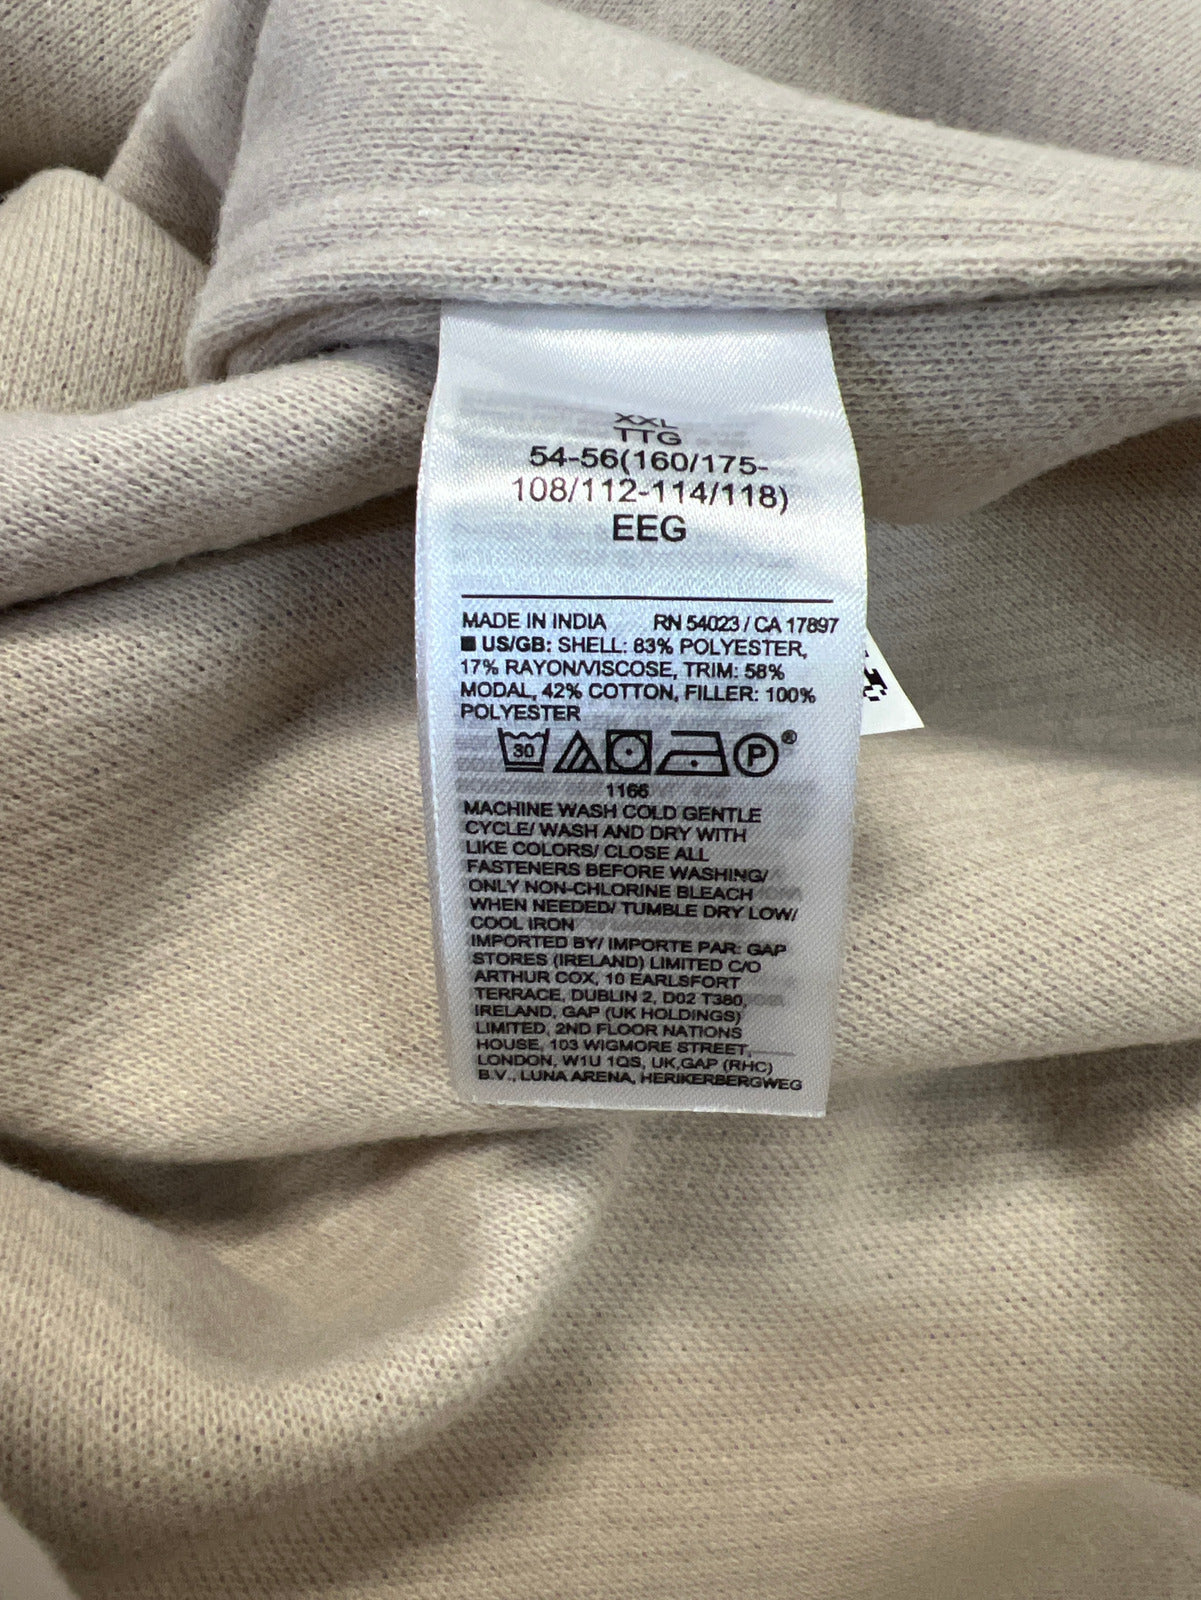 XXL
TTG
54-56(160/175-
108/112-114/118)
EEG
MADE IN INDIA RN 54023 / CA 17897
■ US/GB: SHELL: 83% POLYESTER,
17% RAYON/VISCOSE, TRIM: 58%
MODAL, 42% COTTON, FILLER: 100%
POLYESTER
30 P ®
1166
MACHINE WASH COLD GENTLE
CYCLE/ WASH AND DRY WITH
LIKE COLORS/ CLOSE ALL
FASTENERS BEFORE WASHING/
ONLY NON-CHLORINE BLEACH
WHEN NEEDED/ TUMBLE DRY LOW/
COOL IRON
IMPORTED BY/ IMPORTE PAR: GAP
STORES (IRELAND) LIMITED C/O
ARTHUR COX, 10 EARLSFORT
TERRACE, DUBLIN 2, D02 T380,
IRELAND, GAP (UK HOLDINGS)
LIMITED, 2ND FLOOR NATIONS
HOUSE, 103 WIGMORE STREET,
LONDON, W1U 1QS, UK,GAP (RHC)
B.V., LUNA ARENA, HERIKERBERGWEG